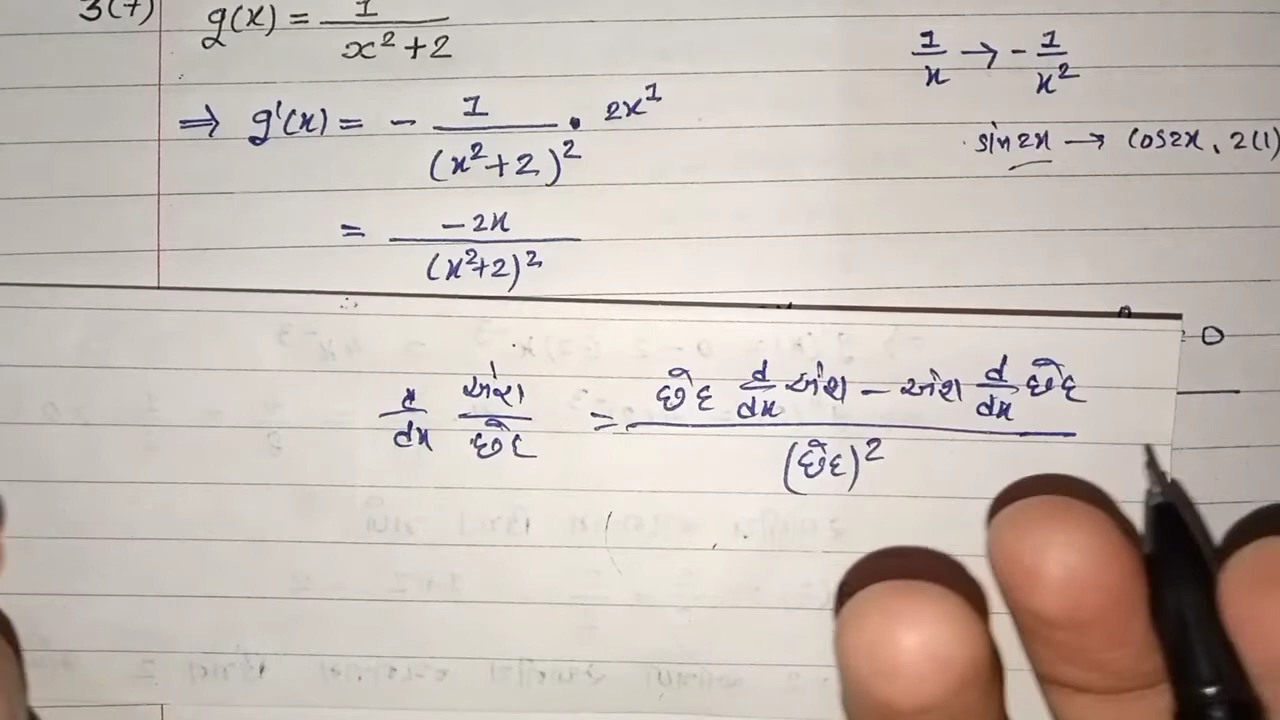 3(7) g(x) = 1/(x² + 2)
1/x → - 1/x²
⇒ g'(x) = - 1/(x²+2)² · 2x¹
sin2x → cos2x . 2(1)
= -2x/(x²+2)²
0
d/dx અંશ/છેદ = (છેદ d/dx અંશ - અંશ d/dx છેદ)/(છેદ)²